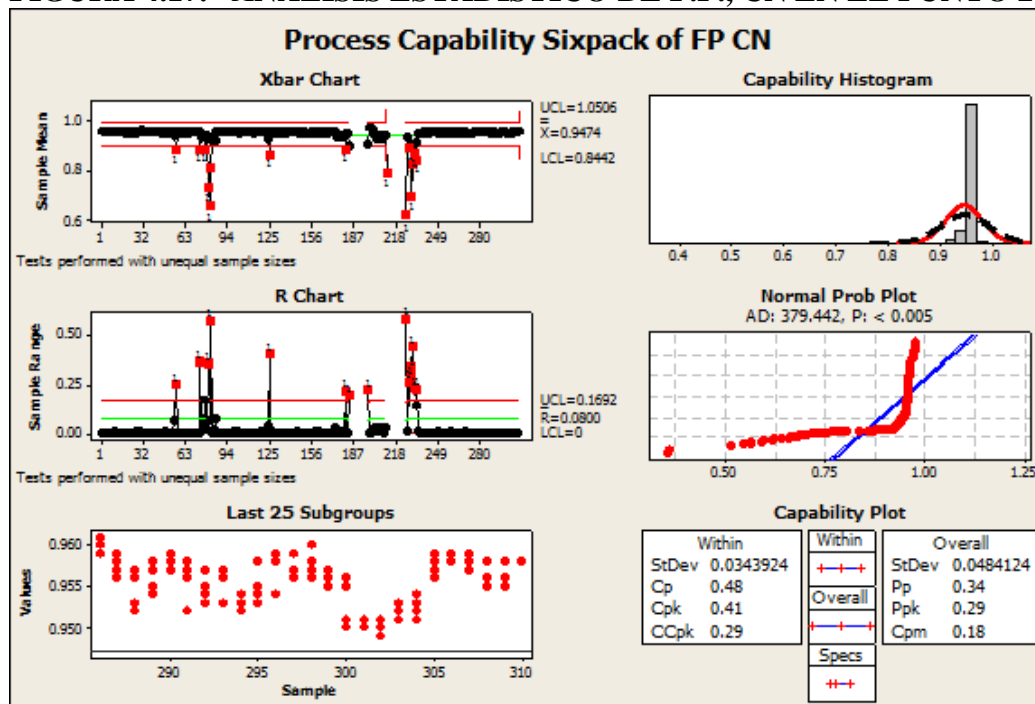 Process Capability Sixpack of FP CN
Xbar Chart
Sample Mean
1.0
0.8
0.6
1 32 63 94 125 156 187 218 249 280
UCL=1.0506
X=0.9474
LCL=0.8442
Tests performed with unequal sample sizes
Capability Histogram
0.4 0.5 0.6 0.7 0.8 0.9 1.0
R Chart
Sample Range
0.50
0.25
0.00
1 32 63 94 125 156 187 218 249 280
UCL=0.1692
R=0.0800
LCL=0
Tests performed with unequal sample sizes
Normal Prob Plot
AD: 379.442, P: < 0.005
0.50 0.75 1.00 1.25
Last 25 Subgroups
Values
0.960
0.955
0.950
290 295 300 305 310
Sample
Capability Plot
Within
StDev 0.0343924
Cp 0.48
Cpk 0.41
CCpk 0.29
Within
Overall
Specs
Overall
StDev 0.0484124
Pp 0.34
Ppk 0.29
Cpm 0.18